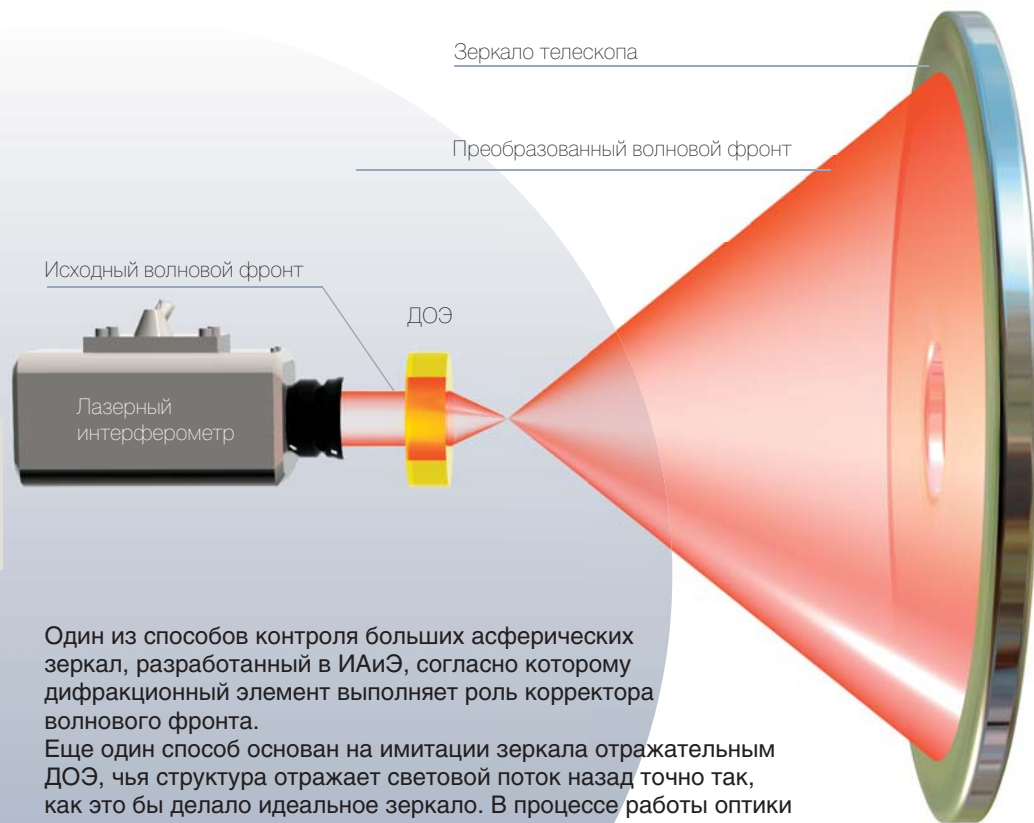 Зеркало телескопа
Преобразованный волновой фронт
Исходный волновой фронт
ДОЭ
Лазерный
интерферометр
Один из способов контроля больших асферических
зеркал, разработанный в ИАиЭ, согласно которому
дифракционный элемент выполняет роль корректора
волнового фронта.
Еще один способ основан на имитации зеркала отражательным
ДОЭ, чья структура отражает световой поток назад точно так,
как это бы делало идеальное зеркало. В процессе работы оптики